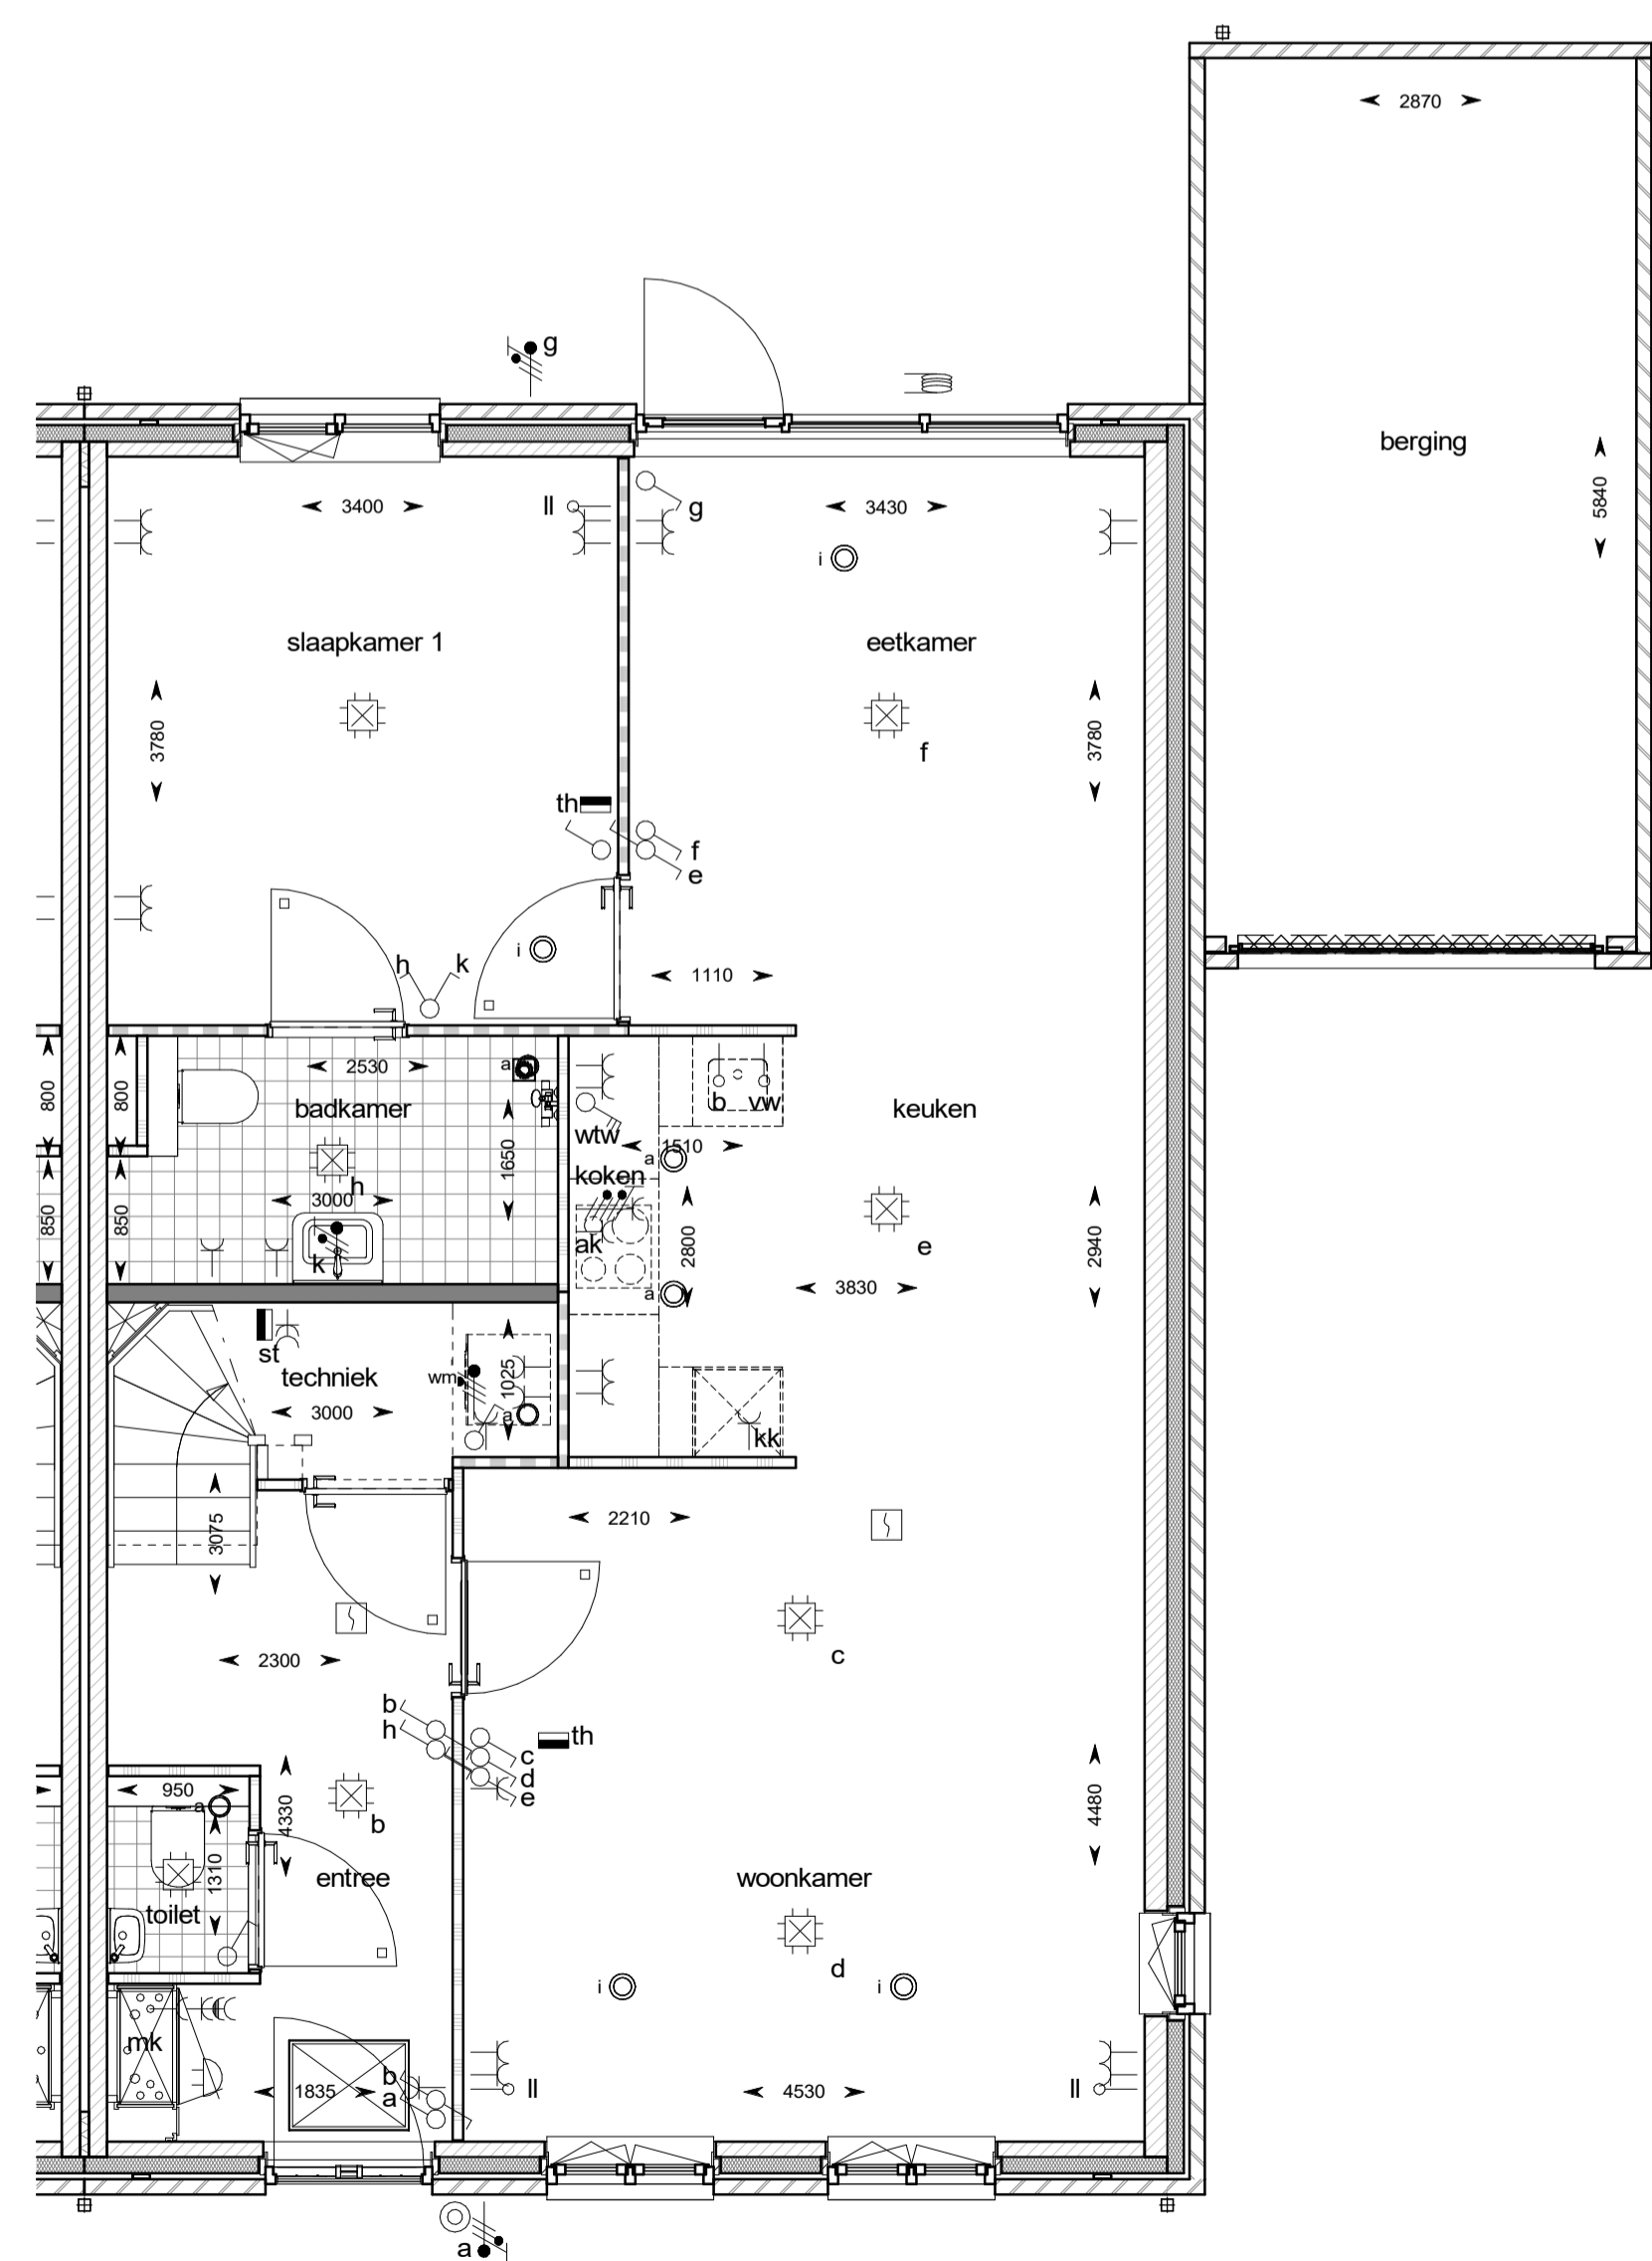 2870
g
berging
5840
3400
ll
g
3430
i
slaapkamer 1
eetkamer
3780
3780
f
th
f
e
i
h
k
1110
800
800
2530
a
badkamer
1650
b
vw
keuken
wtw
1510
a
koken
h
3000
850
850
ak
2800
2940
e
k
3830
a
st
techniek
wm
1025
3000
a
kk
3075
2210
c
2300
b
h
c
th
d
e
950
a
4330
b
4480
1310
entree
woonkamer
toilet
d
i
i
mk
b
1835
a
ll
4530
ll
a